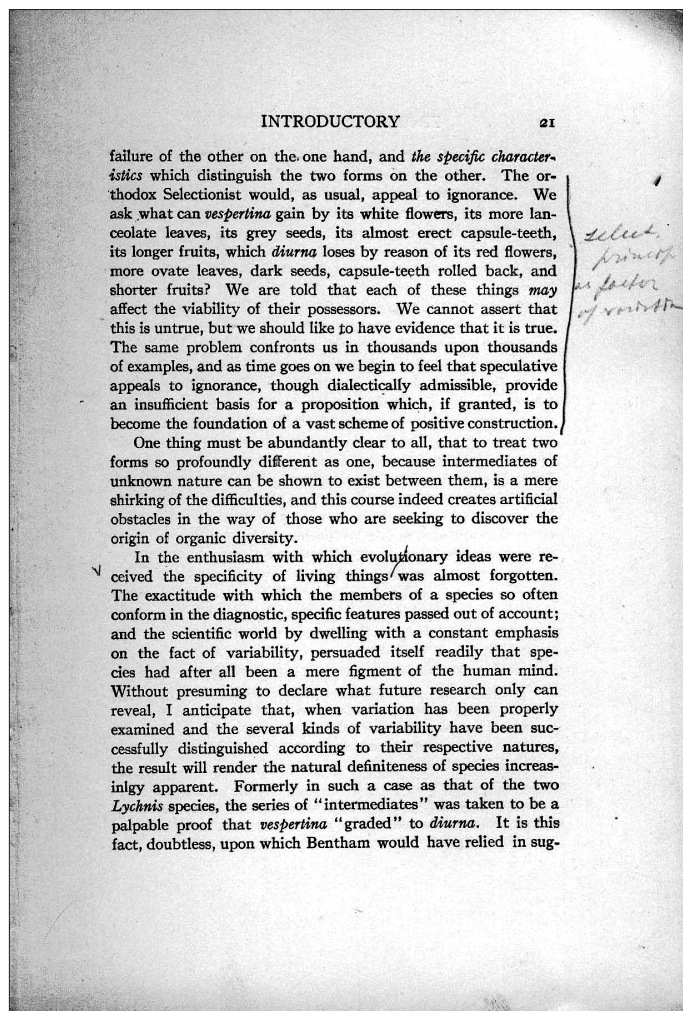 INTRODUCTORY 21
failure of the other on the one hand, and the specific character-
istics which distinguish the two forms on the other. The or-
thodox Selectionist would, as usual, appeal to ignorance. We
ask what can vespertina gain by its white flowers, its more lan-
ceolate leaves, its grey seeds, its almost erect capsule-teeth,
its longer fruits, which diurna loses by reason of its red flowers,
more ovate leaves, dark seeds, capsule-teeth rolled back, and
shorter fruits? We are told that each of these things may
affect the viability of their possessors. We cannot assert that
this is untrue, but we should like to have evidence that it is true.
The same problem confronts us in thousands upon thousands
of examples, and as time goes on we begin to feel that speculative
appeals to ignorance, though dialectically admissible, provide
an insufficient basis for a proposition which, if granted, is to
become the foundation of a vast scheme of positive construction.
One thing must be abundantly clear to all, that to treat two
forms so profoundly different as one, because intermediates of
unknown nature can be shown to exist between them, is a mere
shirking of the difficulties, and this course indeed creates artificial
obstacles in the way of those who are seeking to discover the
origin of organic diversity.
In the enthusiasm with which evolutionary ideas were re-
ceived the specificity of living things was almost forgotten.
The exactitude with which the members of a species so often
conform in the diagnostic, specific features passed out of account;
and the scientific world by dwelling with a constant emphasis
on the fact of variability, persuaded itself readily that spe-
cies had after all been a mere figment of the human mind.
Without presuming to declare what future research only can
reveal, I anticipate that, when variation has been properly
examined and the several kinds of variability have been suc-
cessfully distinguished according to their respective natures,
the result will render the natural definiteness of species increas-
inlgy apparent. Formerly in such a case as that of the two
Lychnis species, the series of "intermediates" was taken to be a
palpable proof that vespertina "graded" to diurna. It is this
fact, doubtless, upon which Bentham would have relied in sug-
select.
as factor
of